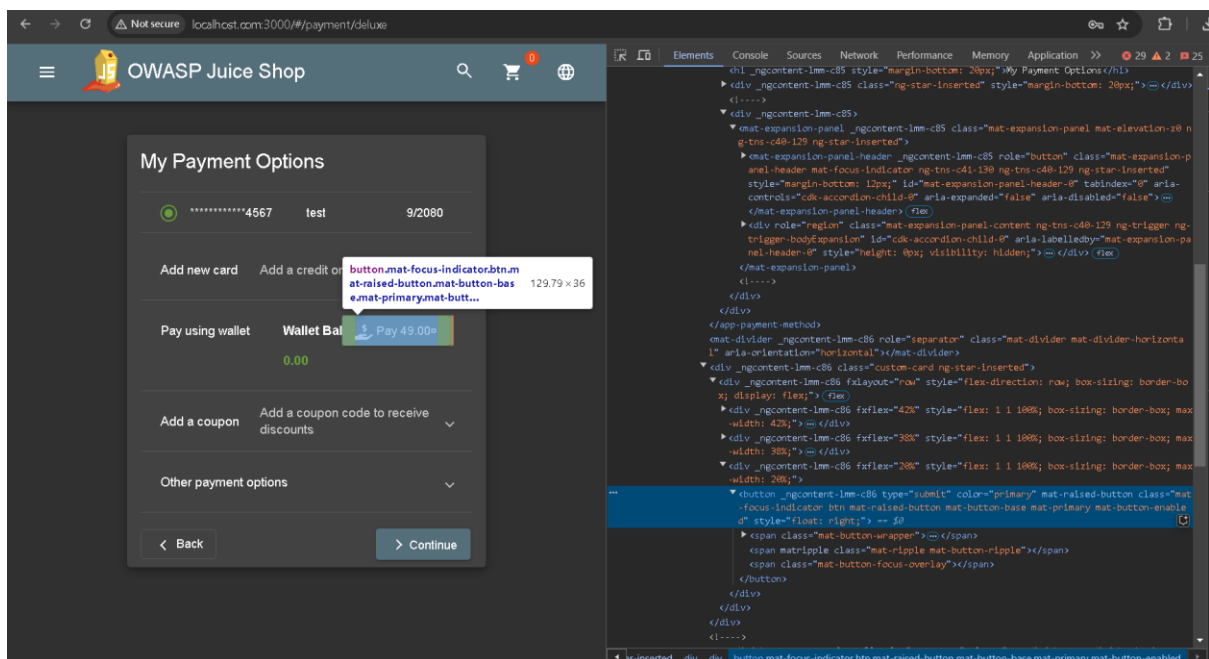 Not secure localhost.com:3000/#/payment/deluxe
OWASP Juice Shop
0
My Payment Options
************4567 test 9/2080
Add new card Add a credit or
button.mat-focus-indicator.btn.m
at-raised-button.mat-button-bas
e.mat-primary.mat-butt...
129.79 × 36
Pay using wallet Wallet Bal
Pay 49.00¤
0.00
Add a coupon Add a coupon code to receive
discounts
Other payment options
Back
Continue
Elements Console Sources Network Performance Memory Application >> 29 2 25
<h1 _ngcontent-lmm-c85 style="margin-bottom: 20px;">My Payment Options</h1>
<div _ngcontent-lmm-c85 class="ng-star-inserted" style="margin-bottom: 20px;">…</div>
<!---->
<div _ngcontent-lmm-c85>
<mat-expansion-panel _ngcontent-lmm-c85 class="mat-expansion-panel mat-elevation-z0 n
g-tns-c40-129 ng-star-inserted">
<mat-expansion-panel-header _ngcontent-lmm-c85 role="button" class="mat-expansion-p
anel-header mat-focus-indicator ng-tns-c41-130 ng-tns-c40-129 ng-star-inserted"
style="margin-bottom: 12px;" id="mat-expansion-panel-header-0" tabindex="0" aria-
controls="cdk-accordion-child-0" aria-expanded="false" aria-disabled="false">…
</mat-expansion-panel-header> flex
<div role="region" class="mat-expansion-panel-content ng-tns-c40-129 ng-trigger ng-
trigger-bodyExpansion" id="cdk-accordion-child-0" aria-labelledby="mat-expansion-pa
nel-header-0" style="height: 0px; visibility: hidden;">…</div> flex
</mat-expansion-panel>
<!---->
</div>
</div>
</app-payment-method>
<mat-divider _ngcontent-lmm-c86 role="separator" class="mat-divider mat-divider-horizonta
l" aria-orientation="horizontal"></mat-divider>
<div _ngcontent-lmm-c86 class="custom-card ng-star-inserted">
<div _ngcontent-lmm-c86 fxlayout="row" style="flex-direction: row; box-sizing: border-bo
x; display: flex;"> flex
<div _ngcontent-lmm-c86 fxflex="42%" style="flex: 1 1 100%; box-sizing: border-box; max
-width: 42%;">…</div>
<div _ngcontent-lmm-c86 fxflex="38%" style="flex: 1 1 100%; box-sizing: border-box; max
-width: 38%;">…</div>
<div _ngcontent-lmm-c86 fxflex="20%" style="flex: 1 1 100%; box-sizing: border-box; max
-width: 20%;">
<button _ngcontent-lmm-c86 type="submit" color="primary" mat-raised-button class="mat
-focus-indicator btn mat-raised-button mat-button-base mat-primary mat-button-enable
d" style="float: right;"> == $0
<span class="mat-button-wrapper">…</span>
<span matripple class="mat-ripple mat-button-ripple"></span>
<span class="mat-button-focus-overlay"></span>
</button>
</div>
</div>
</div>
<!---->
er-inserted div div button.mat-focus-indicator.btn.mat-raised-button.mat-button-base.mat-primary.mat-button-enabled